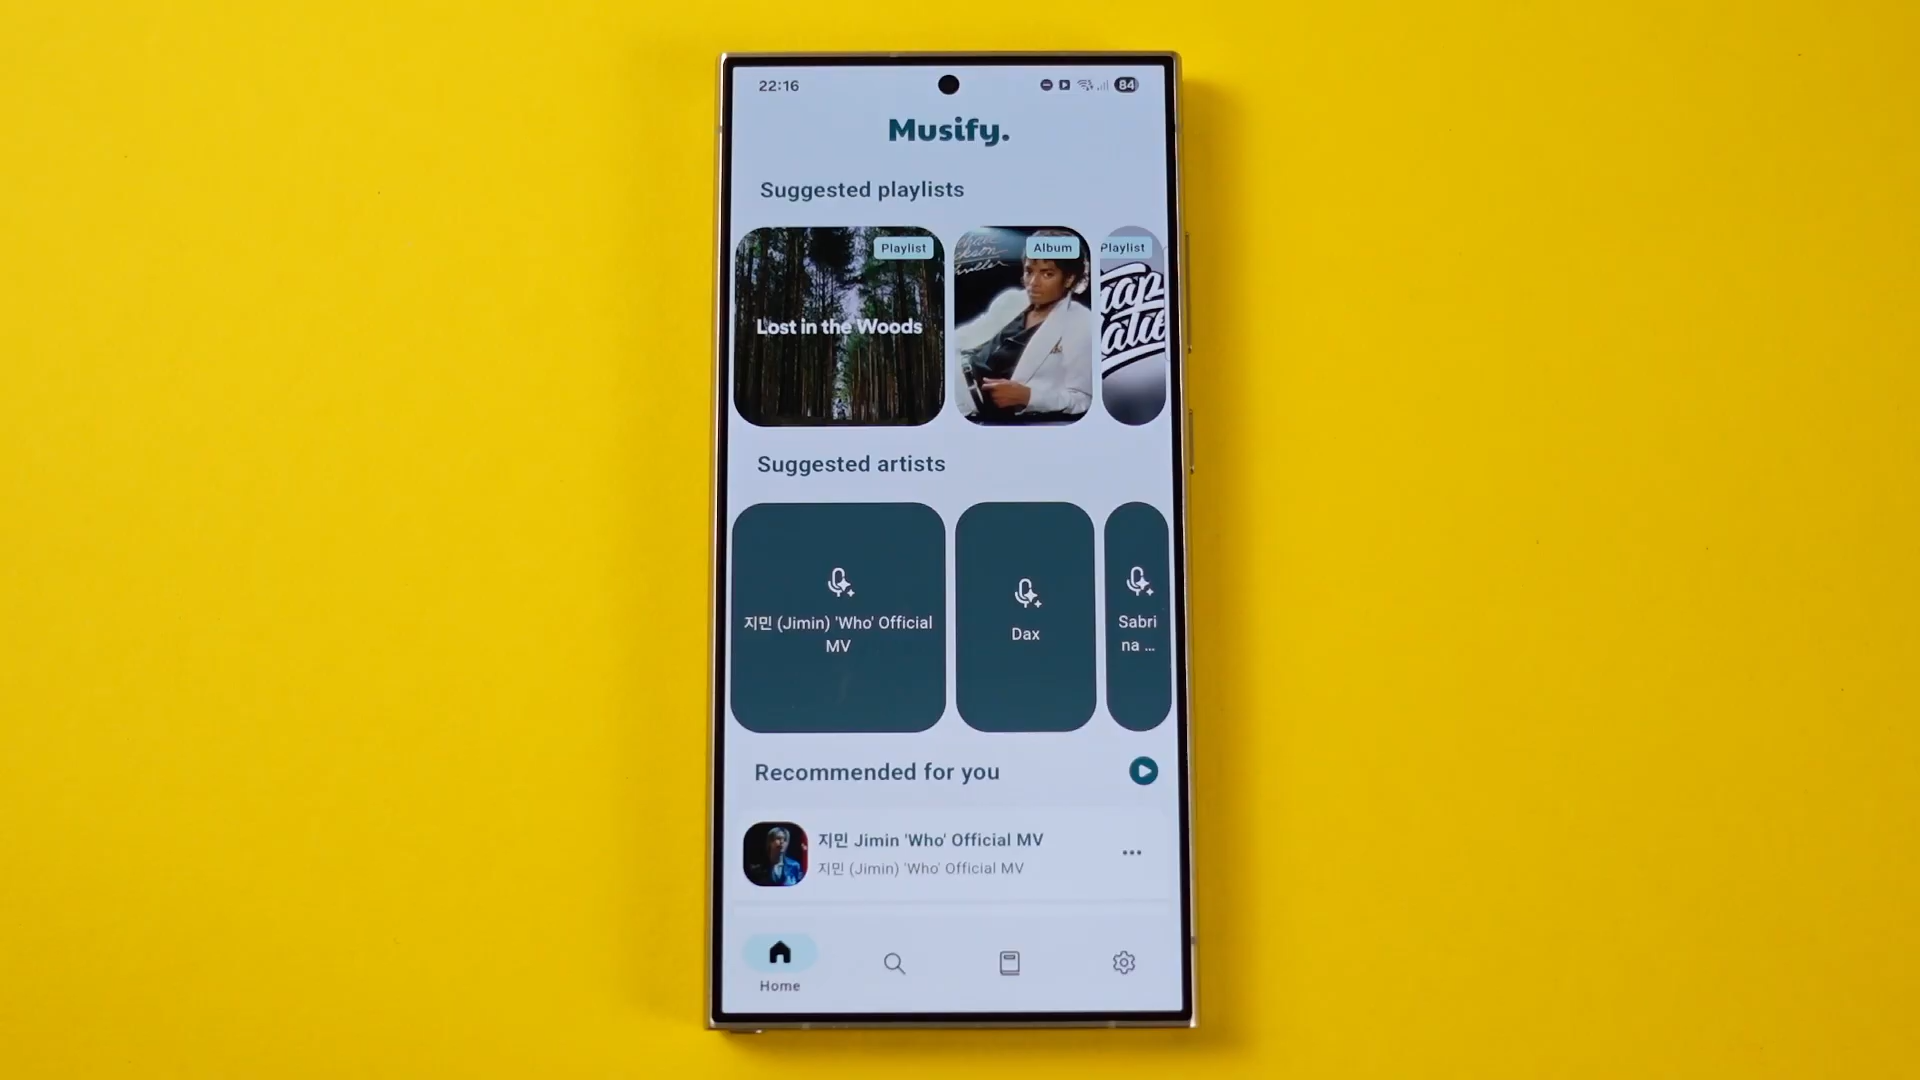 22:16
84
Musify.
Suggested playlists
Playlist
Album
Playlist
Lost in the Woods
Suggested artists
지민 (Jimin) 'Who' Official
MV
Dax
Sabri
na ...
Recommended for you
지민 Jimin 'Who' Official MV
지민 (Jimin) 'Who' Official MV
Home